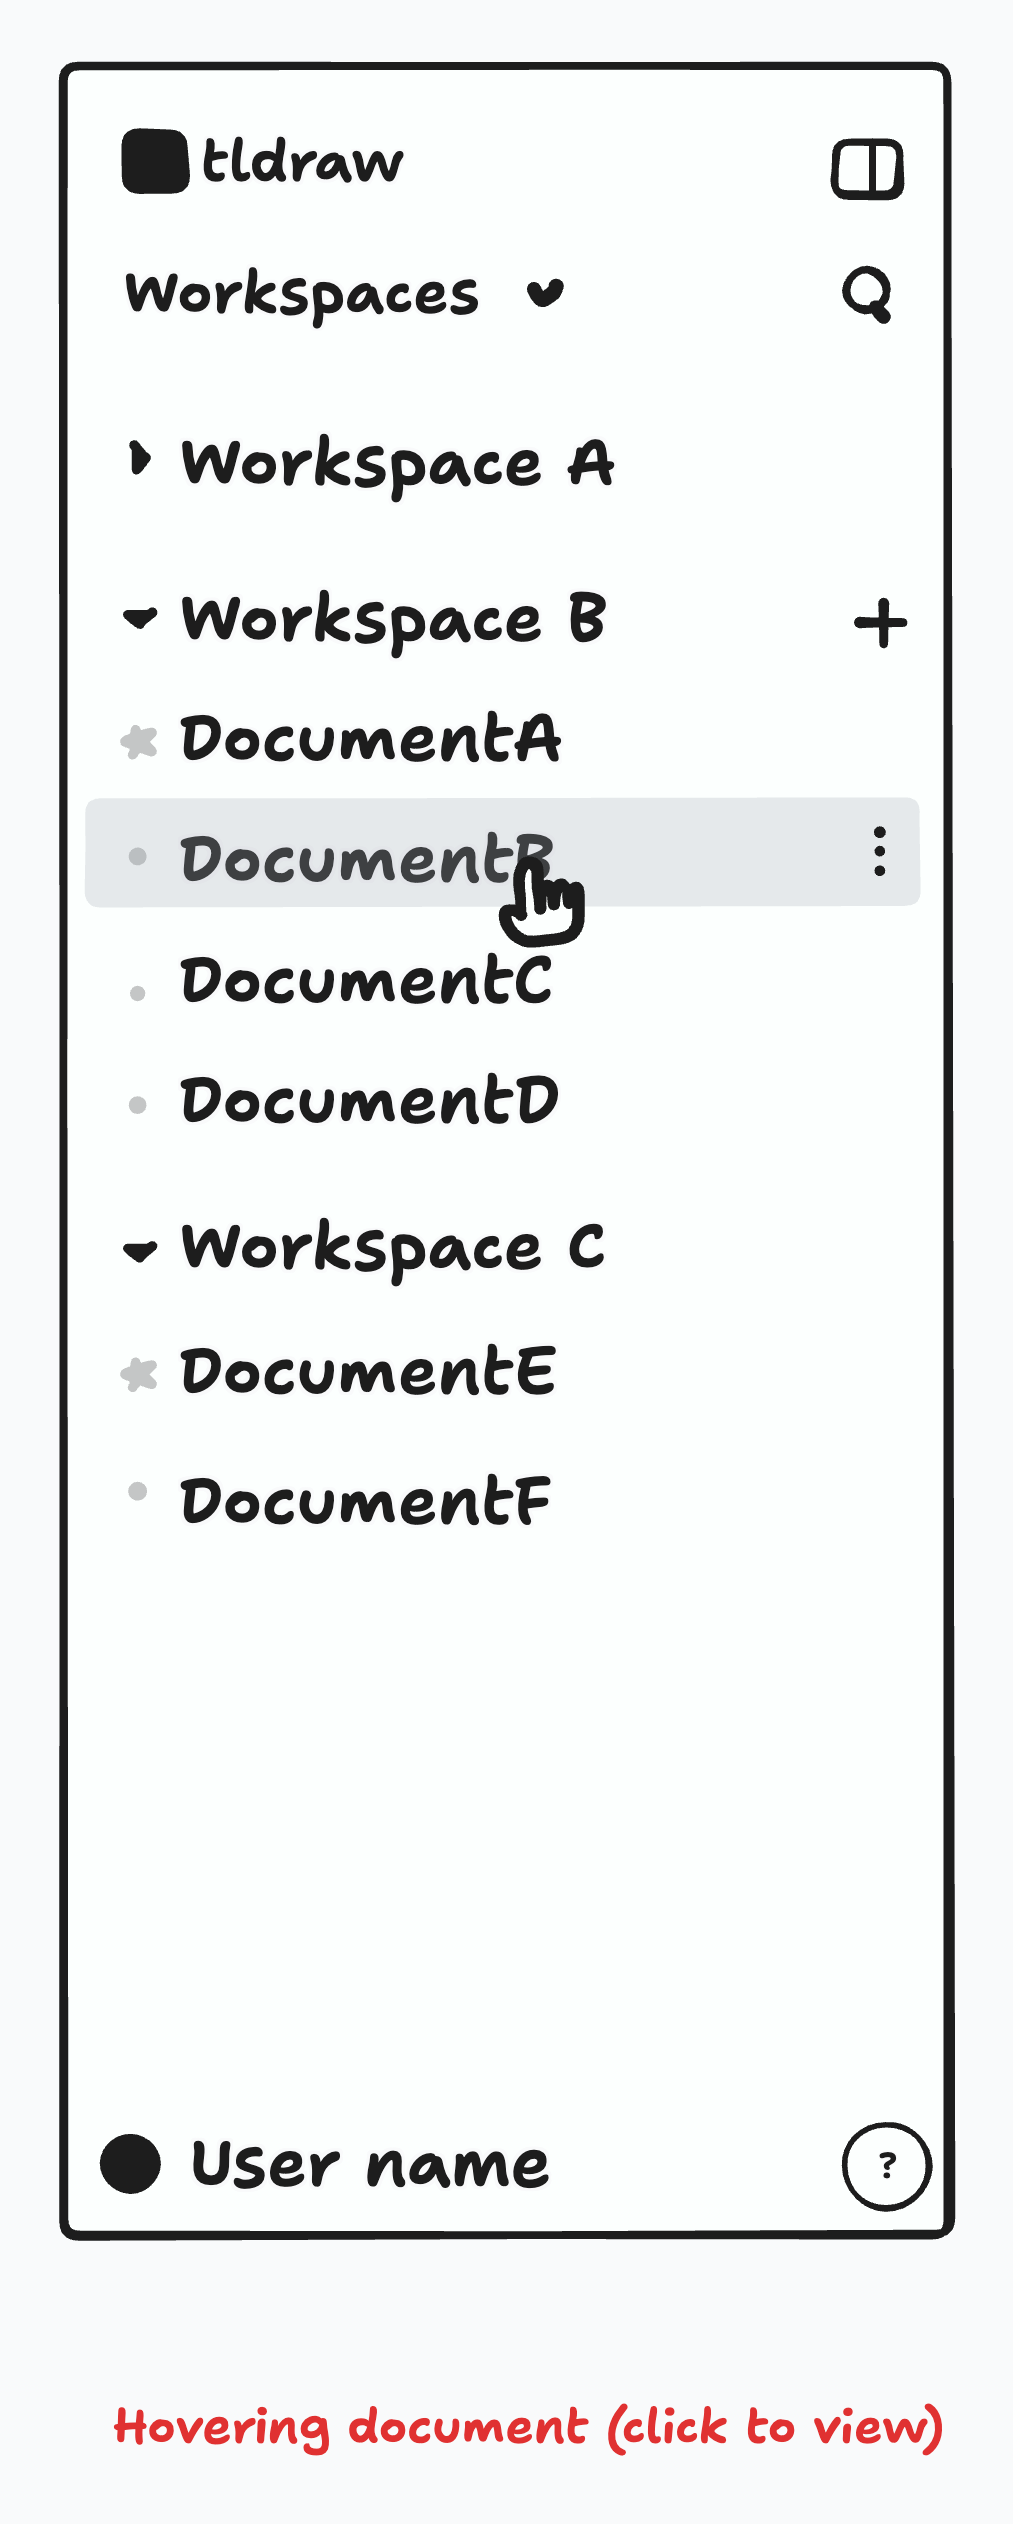 tldraw
Workspaces
Workspace A
Workspace B
DocumentA
DocumentB
DocumentC
DocumentD
Workspace C
DocumentE
DocumentF
User name ?
Hovering document (click to view)